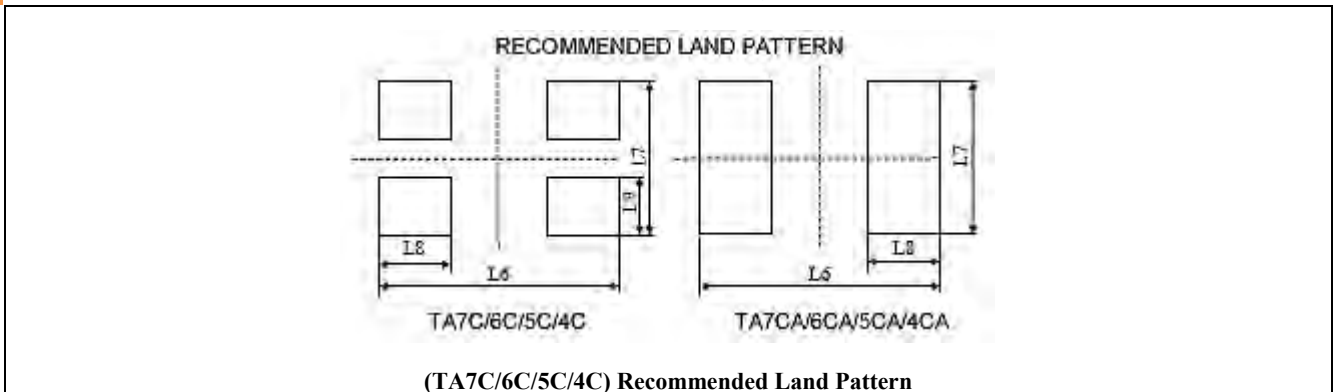 RECOMMENDED LAND PATTERN
L7
L9
L8
L6
TA7C/6C/5C/4C
L7
L8
L6
TA7CA/6CA/5CA/4CA
(TA7C/6C/5C/4C) Recommended Land Pattern